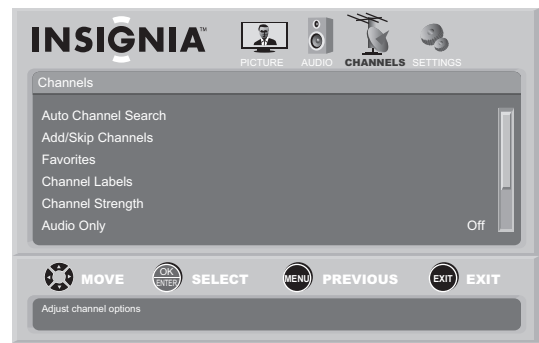 INSIGNIA™
PICTURE AUDIO CHANNELS SETTINGS
Channels
Auto Channel Search
Add/Skip Channels
Favorites
Channel Labels
Channel Strength
Audio Only Off
MOVE OK ENTER SELECT MENU PREVIOUS EXIT EXIT
Adjust channel options